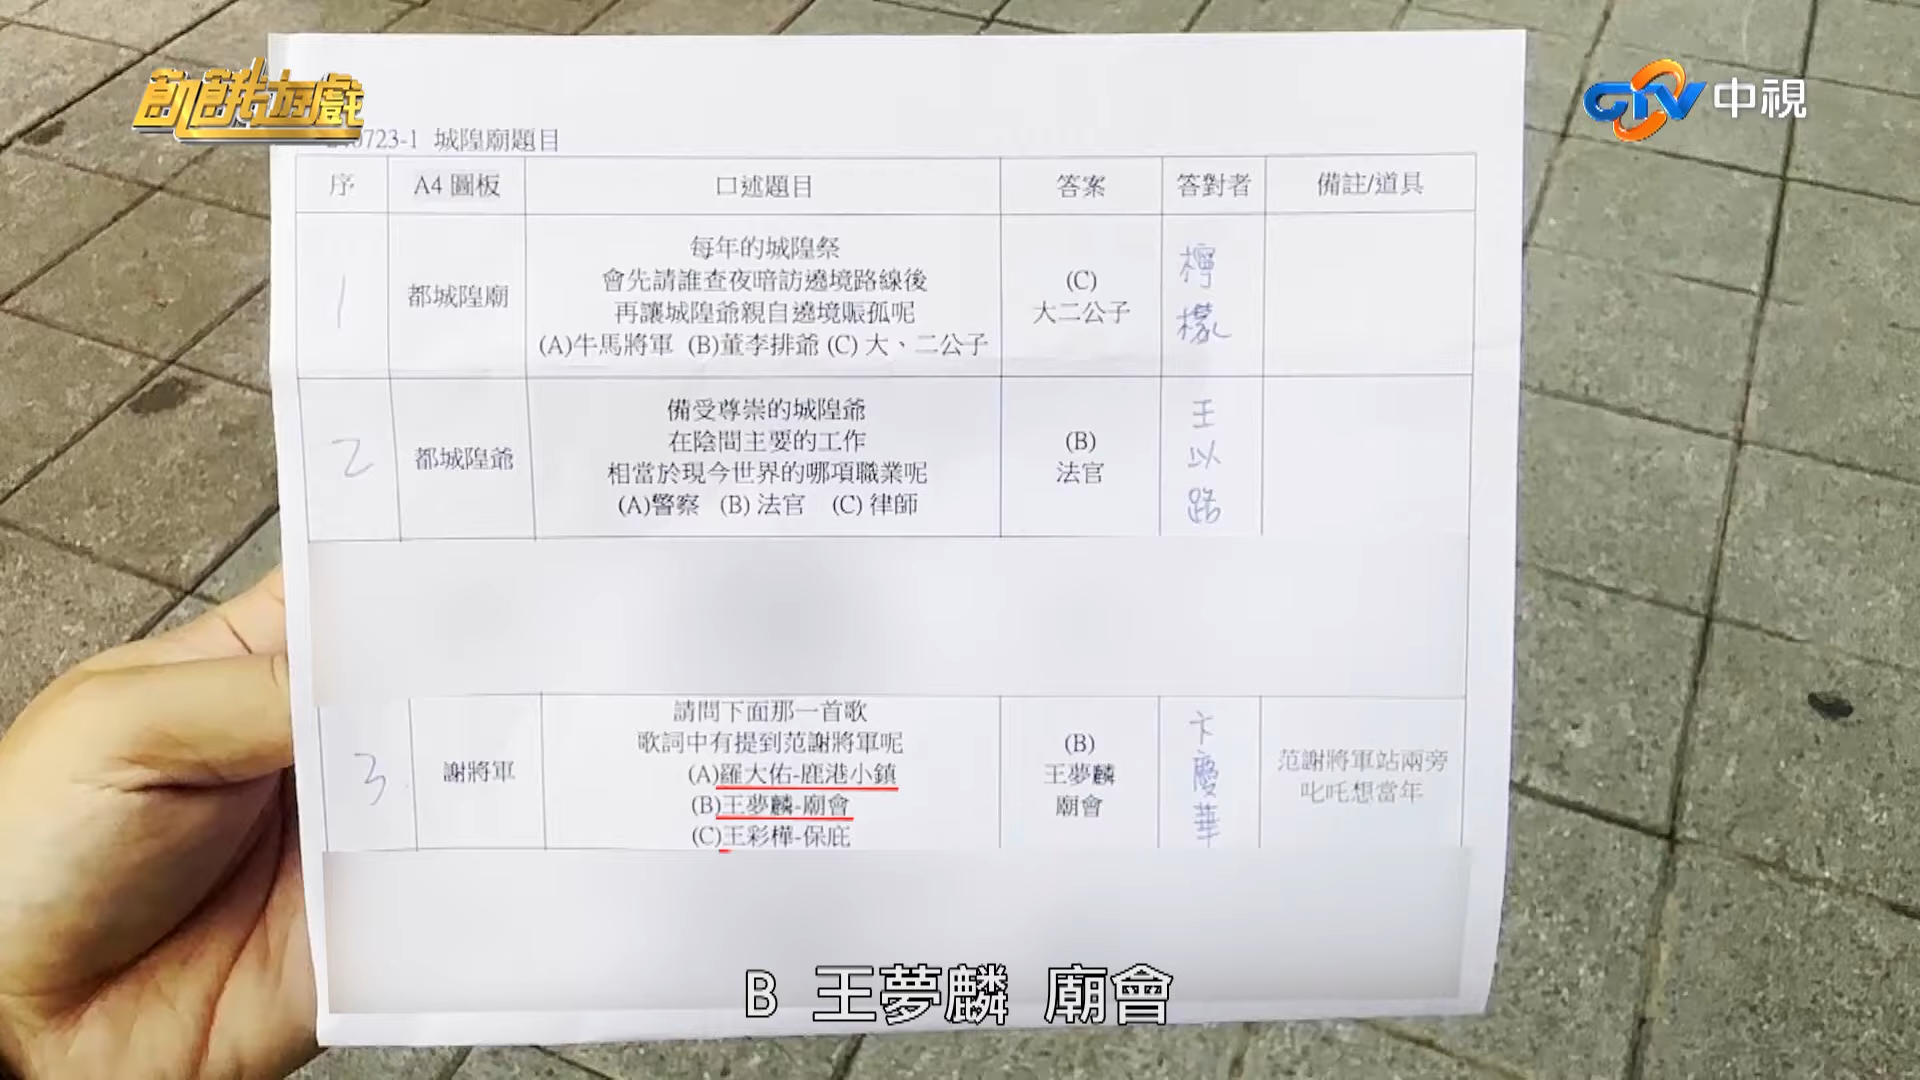 飢餓遊戲
CTV中視
240723-1 城隍廟題目
序 A4 圖板 口述題目 答案 答對者 備註/道具
1 都城隍廟
每年的城隍祭
會先請誰查夜暗訪遶境路線後
再讓城隍爺親自遶境賑孤呢
(A)牛馬將軍 (B)董李排爺 (C) 大、二公子
(C)
大二公子
檸
檬
2 都城隍爺
備受尊崇的城隍爺
在陰間主要的工作
相當於現今世界的哪項職業呢
(A)警察 (B) 法官 (C) 律師
(B)
法官
王
以
路
3 謝將軍
請問下面那一首歌
歌詞中有提到范謝將軍呢
(A)羅大佑-鹿港小鎮
(B)王夢麟-廟會
(C)王彩樺-保庇
(B)
王夢麟
廟會
卞
慶
華
范謝將軍站兩旁
叱吒想當年
B 王夢麟 廟會